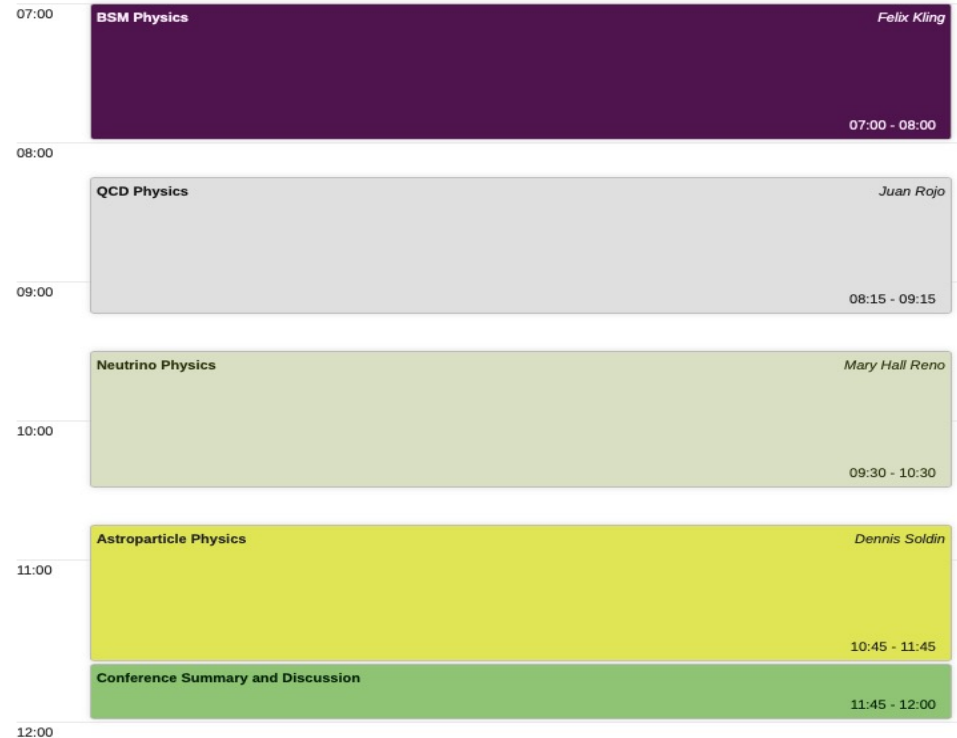 07:00
BSM Physics Felix Kling
07:00 - 08:00
08:00
QCD Physics Juan Rojo
09:00
08:15 - 09:15
Neutrino Physics Mary Hall Reno
10:00
09:30 - 10:30
Astroparticle Physics Dennis Soldin
11:00
10:45 - 11:45
Conference Summary and Discussion
11:45 - 12:00
12:00